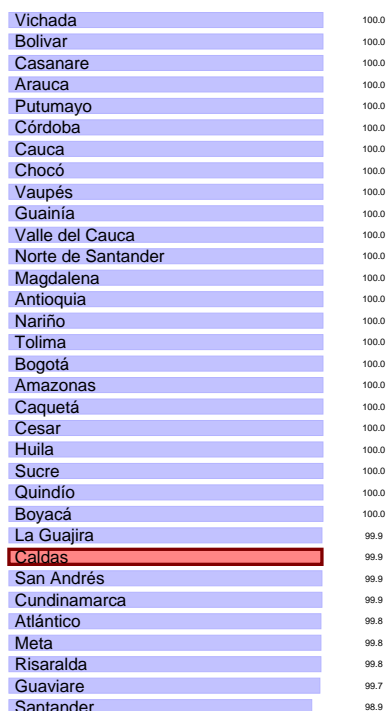 Vichada 100.0
Bolivar 100.0
Casanare 100.0
Arauca 100.0
Putumayo 100.0
Córdoba 100.0
Cauca 100.0
Chocó 100.0
Vaupés 100.0
Guainía 100.0
Valle del Cauca 100.0
Norte de Santander 100.0
Magdalena 100.0
Antioquia 100.0
Nariño 100.0
Tolima 100.0
Bogotá 100.0
Amazonas 100.0
Caquetá 100.0
Cesar 100.0
Huila 100.0
Sucre 100.0
Quindío 100.0
Boyacá 100.0
La Guajira 99.9
Caldas 99.9
San Andrés 99.9
Cundinamarca 99.9
Atlántico 99.8
Meta 99.8
Risaralda 99.8
Guaviare 99.7
Santander 98.9